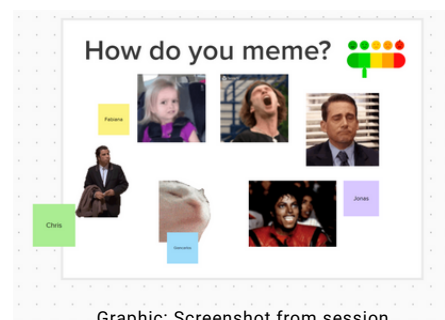 How do you meme?
Fabiana
Jonas
Chris
Graphic: Screenshot from session